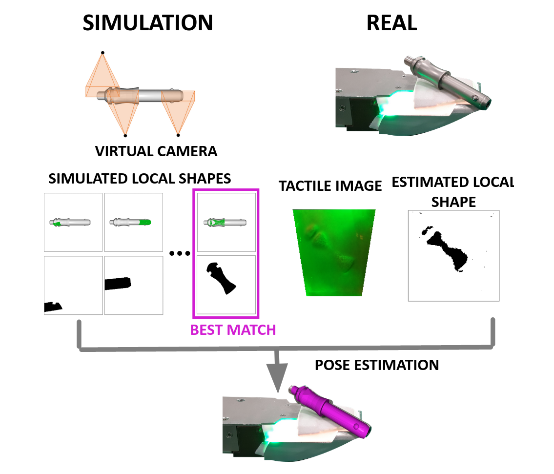 SIMULATION
REAL
VIRTUAL CAMERA
SIMULATED LOCAL SHAPES
TACTILE IMAGE
ESTIMATED LOCAL
SHAPE
BEST MATCH
POSE ESTIMATION